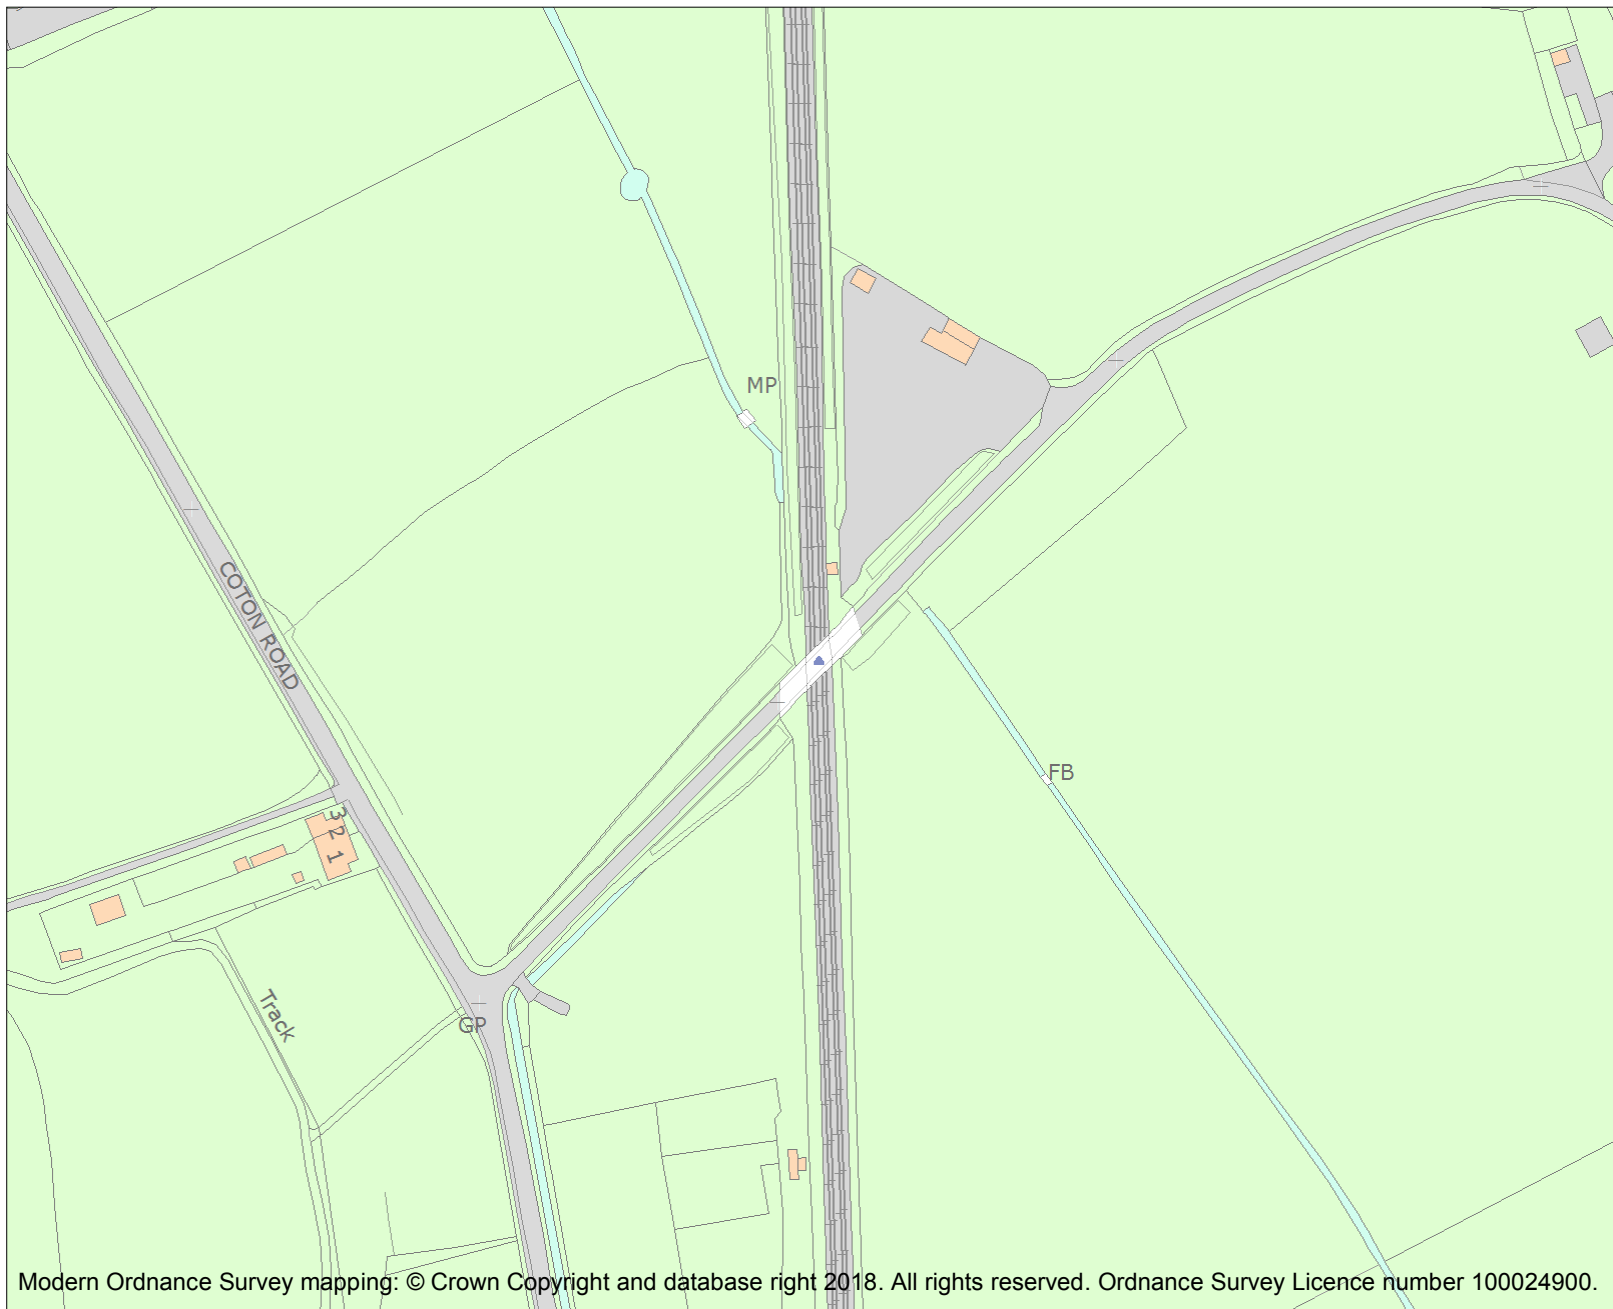 MP
COTON ROAD
FB
3
2
1
Track
GP
Modern Ordnance Survey mapping: © Crown Copyright and database right 2018. All rights reserved. Ordnance Survey Licence number 100024900.